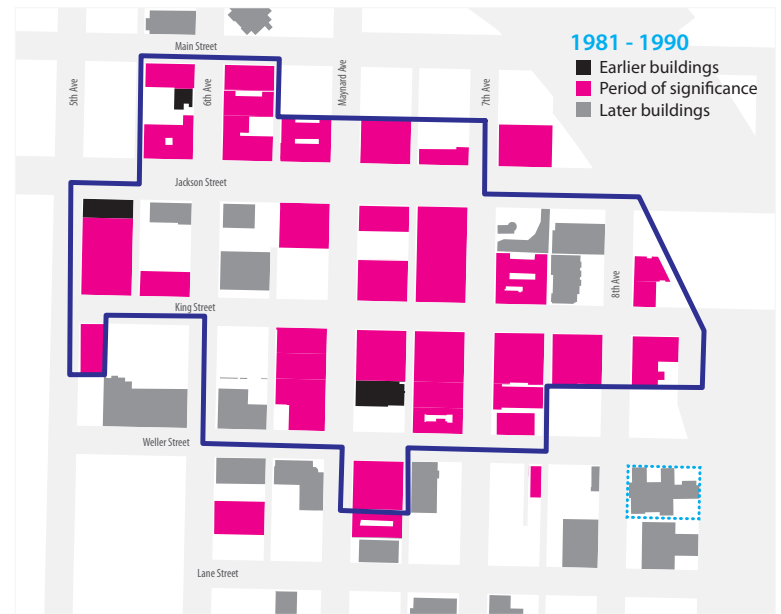 Main Street
1981 - 1990
Earlier buildings
Period of significance
Later buildings
5th Ave
6th Ave
Maynard Ave
7th Ave
Jackson Street
8th Ave
King Street
Weller Street
Lane Street